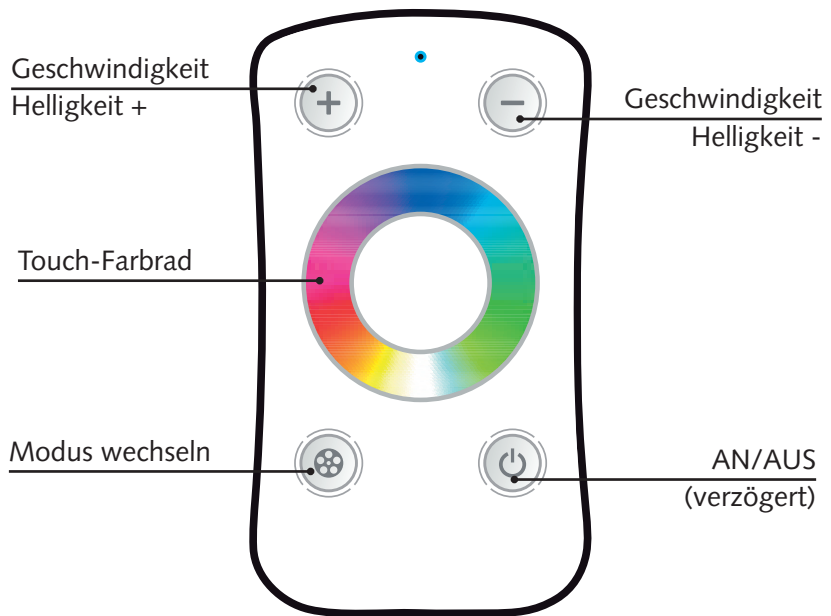 Geschwindigkeit
Helligkeit +
Geschwindigkeit
Helligkeit -
Touch-Farbrad
Modus wechseln
AN/AUS
(verzögert)